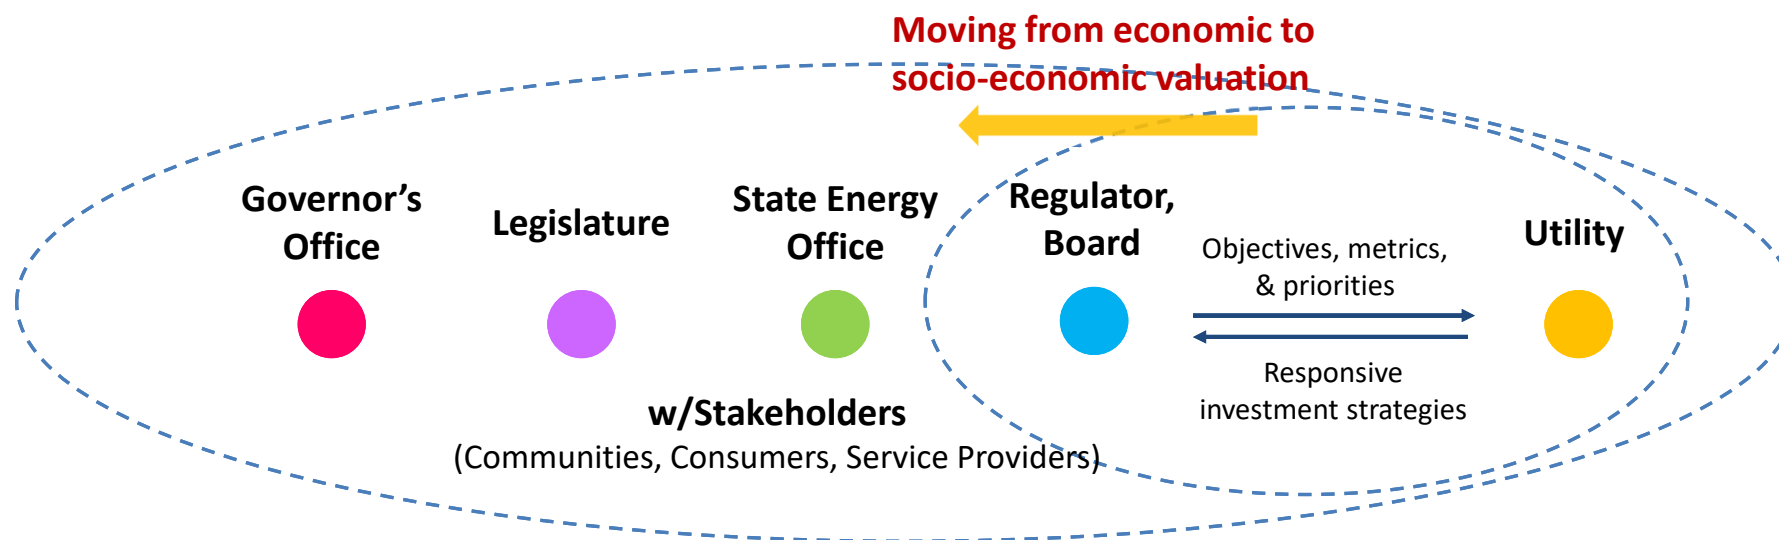 Moving from economic to
socio-economic valuation
Governor’s
Office
Legislature
State Energy
Office
Regulator,
Board
Utility
Objectives, metrics,
& priorities
Responsive
investment strategies
w/Stakeholders
(Communities, Consumers, Service Providers)